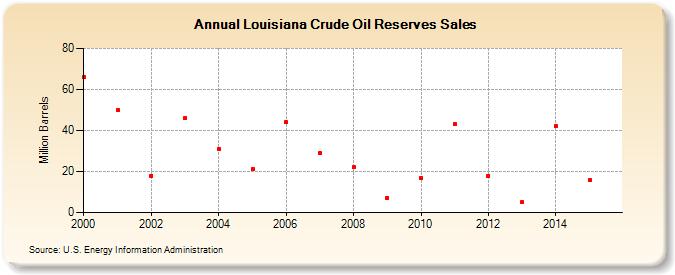 Annual Louisiana Crude Oil Reserves Sales
Million Barrels
80
60
40
20
0
2000 2002 2004 2006 2008 2010 2012 2014
Source: U.S. Energy Information Administration